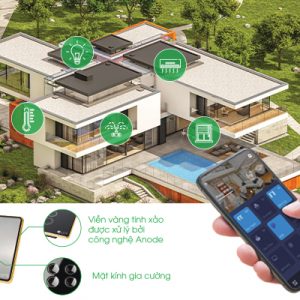 Viền vàng tinh xảo
được xử lý bởi
công nghệ Anode
Mặt kính gia cường